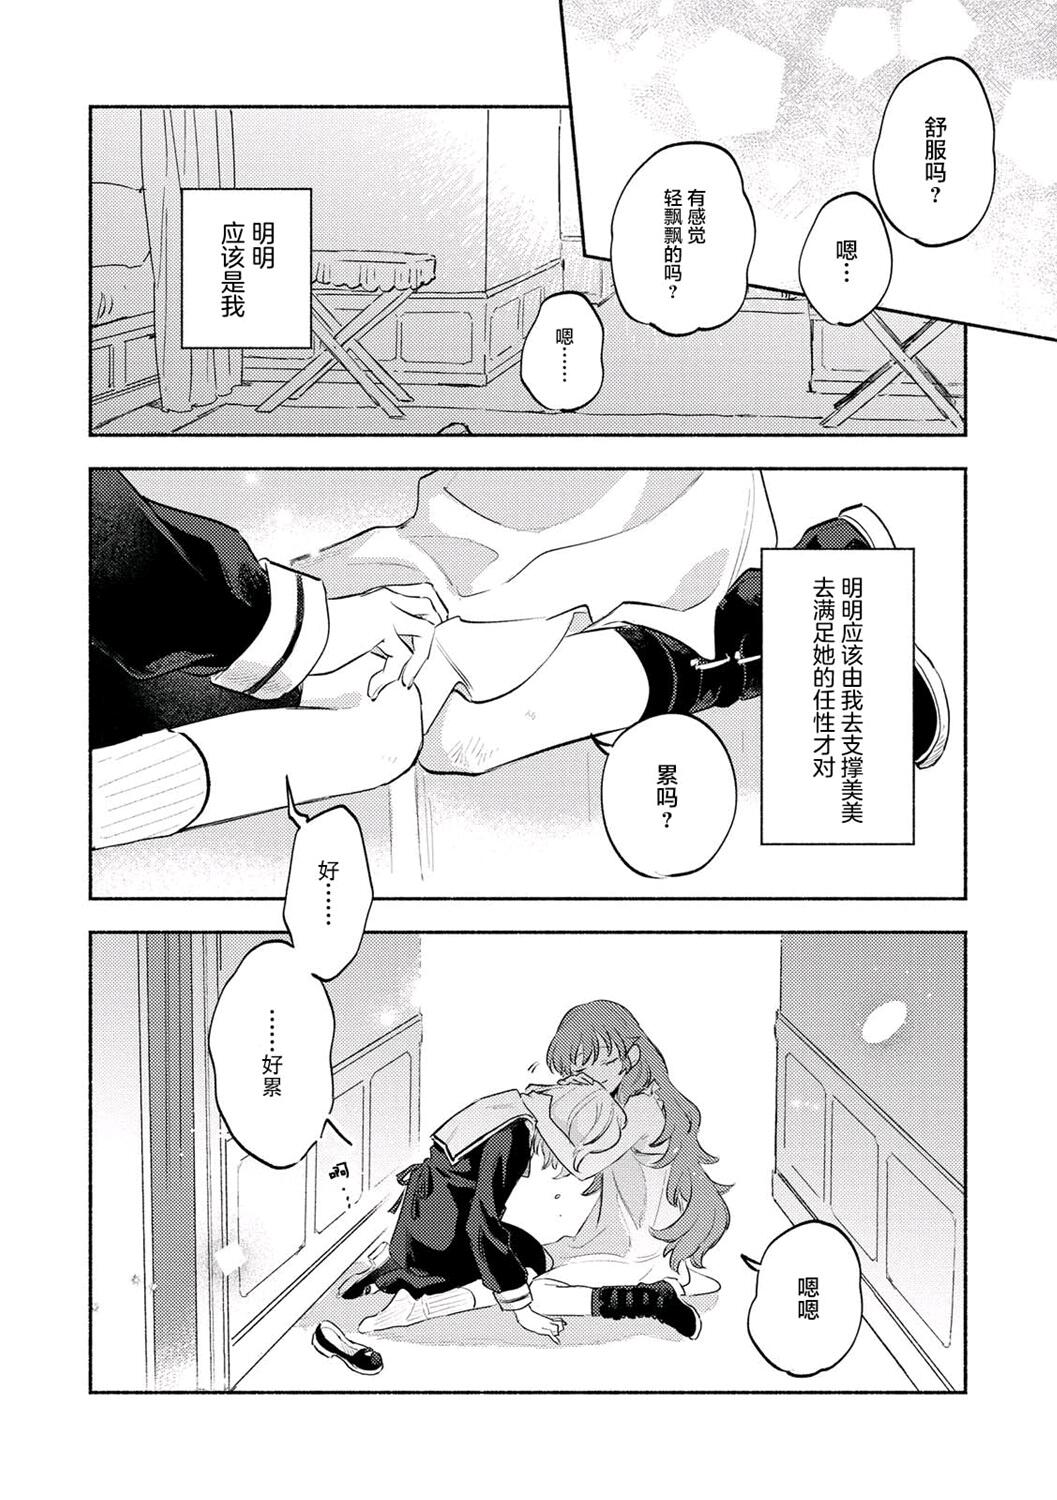 舒服吗?
嗯…
有感觉
轻飘飘的吗?
嗯……
明明
应该是我
明明应该由我去支撑美美
去满足她的任性才对
累吗?
好……
……好累
呵…
嗯嗯